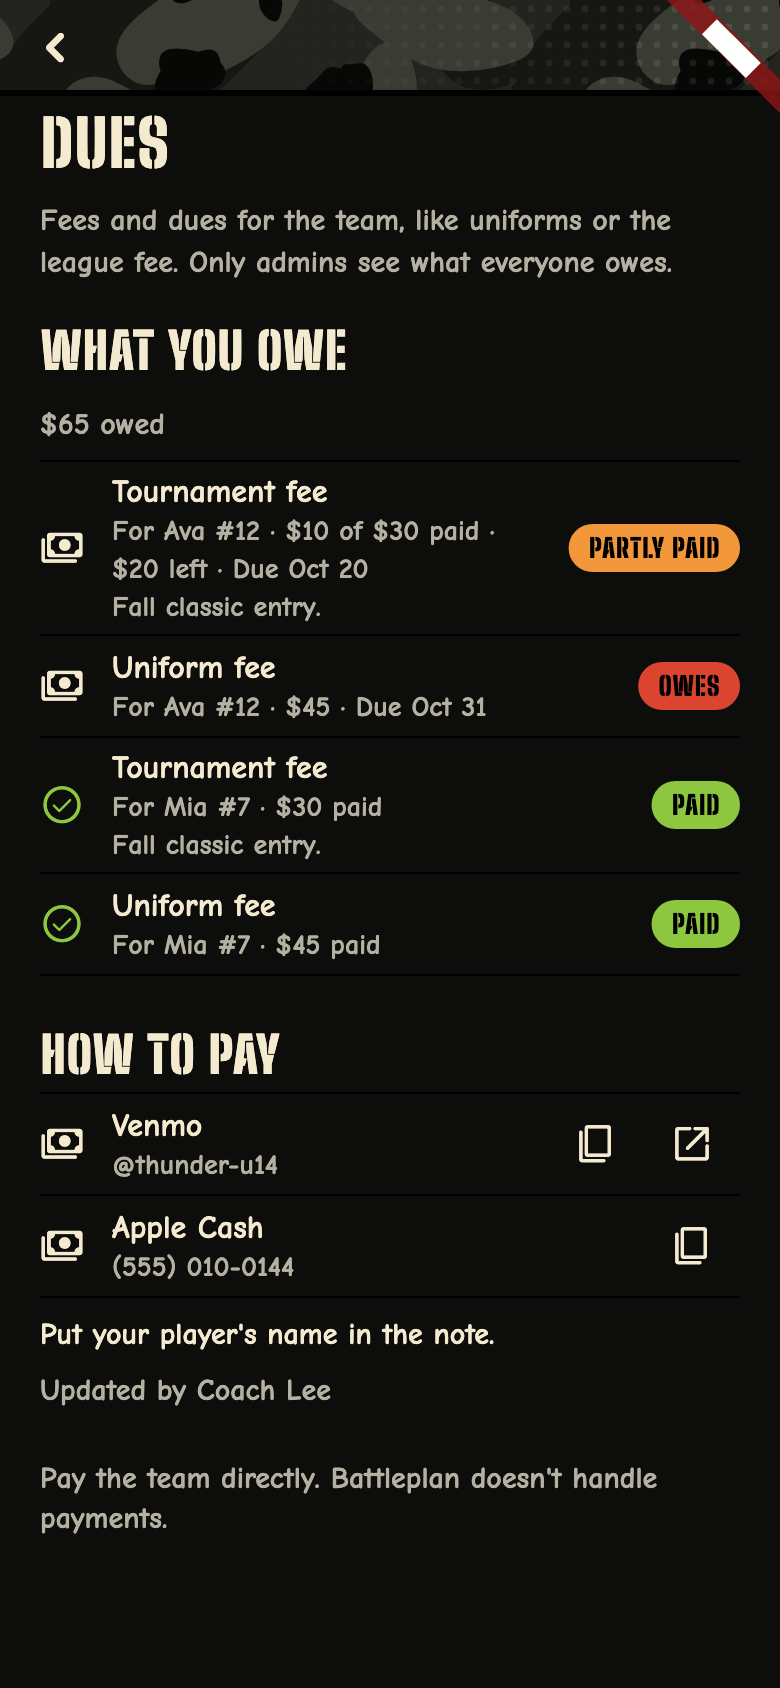 DUES
Fees and dues for the team, like uniforms or the
league fee. Only admins see what everyone owes.
WHAT YOU OWE
$65 owed
Tournament fee
For Ava #12 · $10 of $30 paid ·
$20 left · Due Oct 20
Fall classic entry.
PARTLY PAID
Uniform fee
For Ava #12 · $45 · Due Oct 31
OWES
Tournament fee
For Mia #7 · $30 paid
Fall classic entry.
PAID
Uniform fee
For Mia #7 · $45 paid
PAID
HOW TO PAY
Venmo
@thunder-u14
Apple Cash
(555) 010-0144
Put your player's name in the note.
Updated by Coach Lee
Pay the team directly. Battleplan doesn't handle
payments.